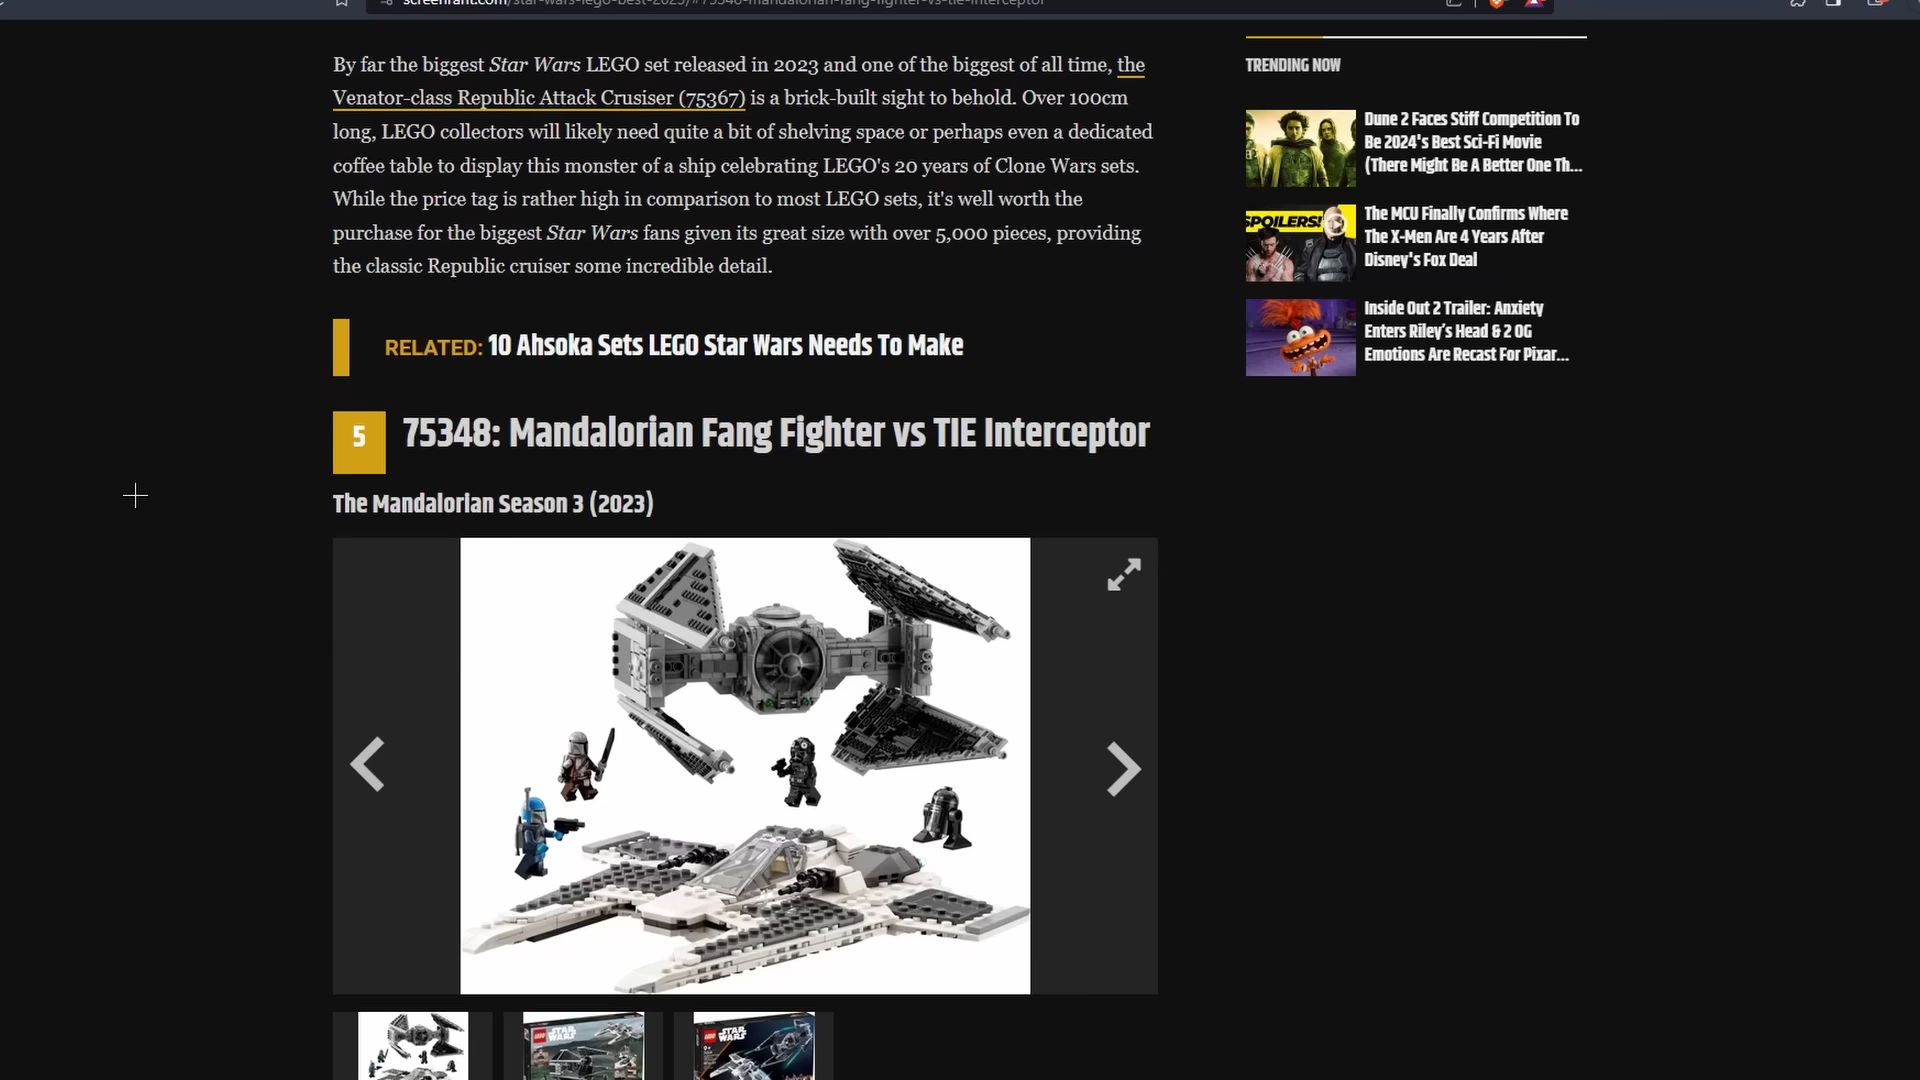 screenrant.com/star-wars-lego-best-2023/#75348-mandalorian-fang-fighter-vs-tie-interceptor
By far the biggest Star Wars LEGO set released in 2023 and one of the biggest of all time, the
Venator-class Republic Attack Crusiser (75367) is a brick-built sight to behold. Over 100cm
long, LEGO collectors will likely need quite a bit of shelving space or perhaps even a dedicated
coffee table to display this monster of a ship celebrating LEGO's 20 years of Clone Wars sets.
While the price tag is rather high in comparison to most LEGO sets, it's well worth the
purchase for the biggest Star Wars fans given its great size with over 5,000 pieces, providing
the classic Republic cruiser some incredible detail.
RELATED: 10 Ahsoka Sets LEGO Star Wars Needs To Make
5 75348: Mandalorian Fang Fighter vs TIE Interceptor
The Mandalorian Season 3 (2023)
LEGO STAR WARS
LEGO STAR WARS
9+
TRENDING NOW
Dune 2 Faces Stiff Competition To
Be 2024's Best Sci-Fi Movie
(There Might Be A Better One Th...
SPOILERS!
The MCU Finally Confirms Where
The X-Men Are 4 Years After
Disney's Fox Deal
Inside Out 2 Trailer: Anxiety
Enters Riley's Head & 2 OG
Emotions Are Recast For Pixar...